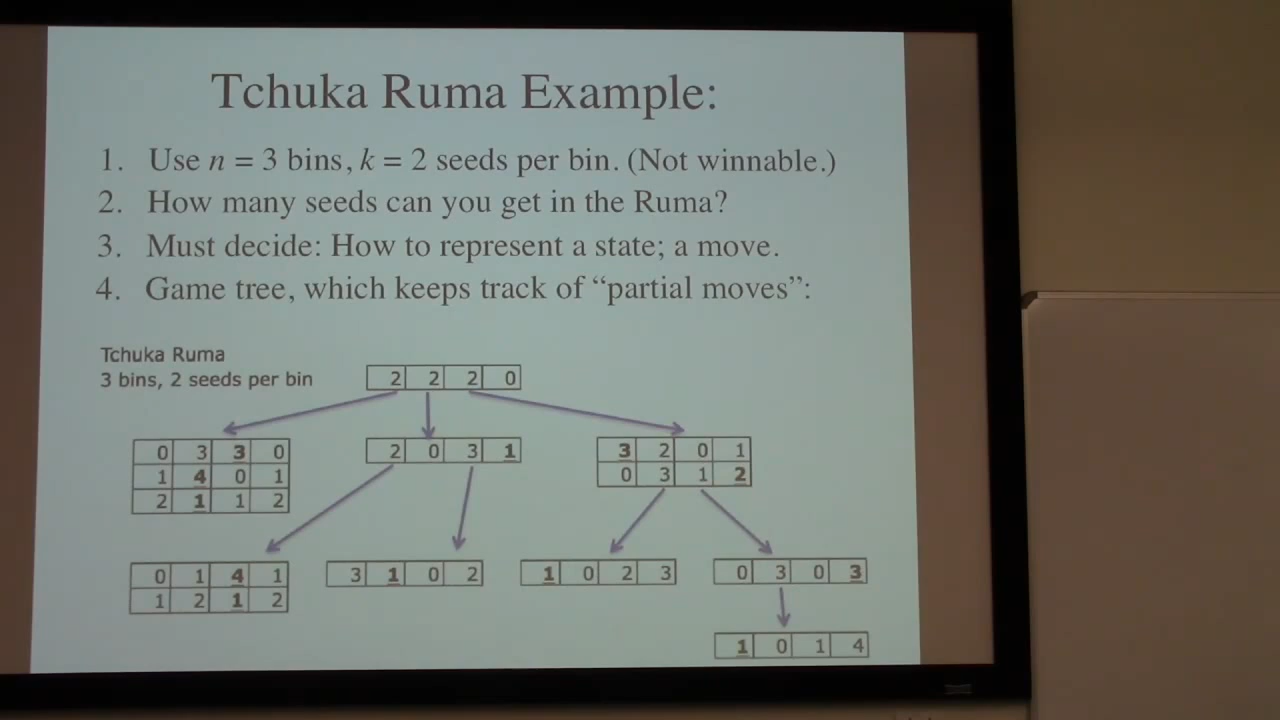 Tchuka Ruma Example:
1. Use n = 3 bins, k = 2 seeds per bin. (Not winnable.)
2. How many seeds can you get in the Ruma?
3. Must decide: How to represent a state; a move.
4. Game tree, which keeps track of “partial moves”:
Tchuka Ruma
3 bins, 2 seeds per bin
2 2 2 0
0 3 3 0
1 4 0 1
2 1 1 2
2 0 3 1
3 2 0 1
0 3 1 2
0 1 4 1
1 2 1 2
3 1 0 2
1 0 2 3
0 3 0 3
1 0 1 4